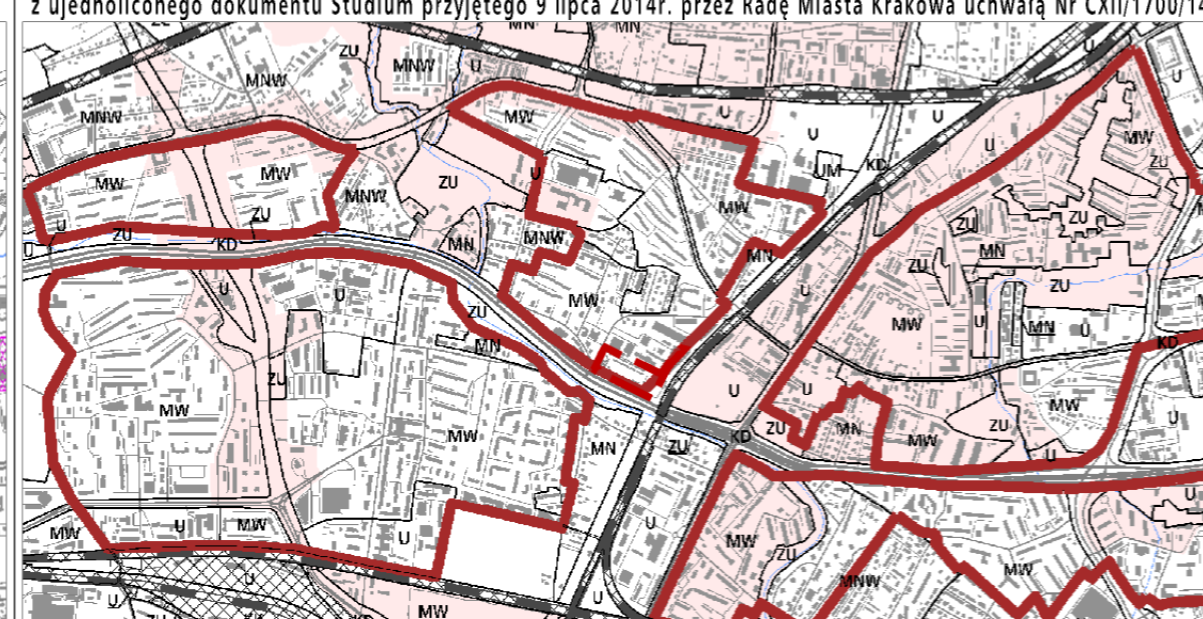 z ujednoliconego dokumentu Studium przyjętego 9 lipca 2014r. przez Radę Miasta Krakowa uchwałą Nr CXII/1700/14
MN MN U
ZU
MNW MNW U
MNW MW U U U
MW
KD U
UM ZU
MW MW ZU
MNW
MW
ZU ZU ZU
U
ZU KD MN MNW MN MN
U ZU
ZU
U U MW U
ZU MW U MN U
MN KD
ZU
MW U U MW
U
MW MN ZU KD ZU MN MW ZU
U
MW U MW U U MW
ZU
U MNW MW
U U
MW